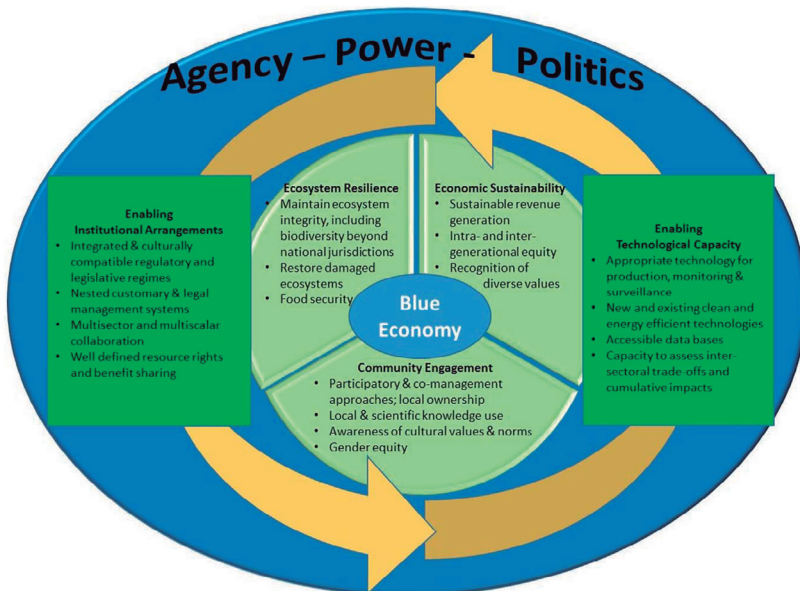 Agency – Power - Politics
Enabling
Institutional Arrangements
• Integrated & culturally
compatible regulatory and
legislative regimes
• Nested customary & legal
management systems
• Multisector and multiscalar
collaboration
• Well defined resource rights
and benefit sharing
Ecosystem Resilience
• Maintain ecosystem
integrity, including
biodiversity beyond
national jurisdictions
• Restore damaged
ecosystems
• Food security
Economic Sustainability
• Sustainable revenue
generation
• Intra- and inter-
generational equity
• Recognition of
diverse values
Blue
Economy
Community Engagement
• Participatory & co-management
approaches; local ownership
• Local & scientific knowledge use
• Awareness of cultural values & norms
• Gender equity
Enabling
Technological Capacity
• Appropriate technology for
production, monitoring &
surveillance
• New and existing clean and
energy efficient technologies
• Accessible data bases
• Capacity to assess inter-
sectoral trade-offs and
cumulative impacts